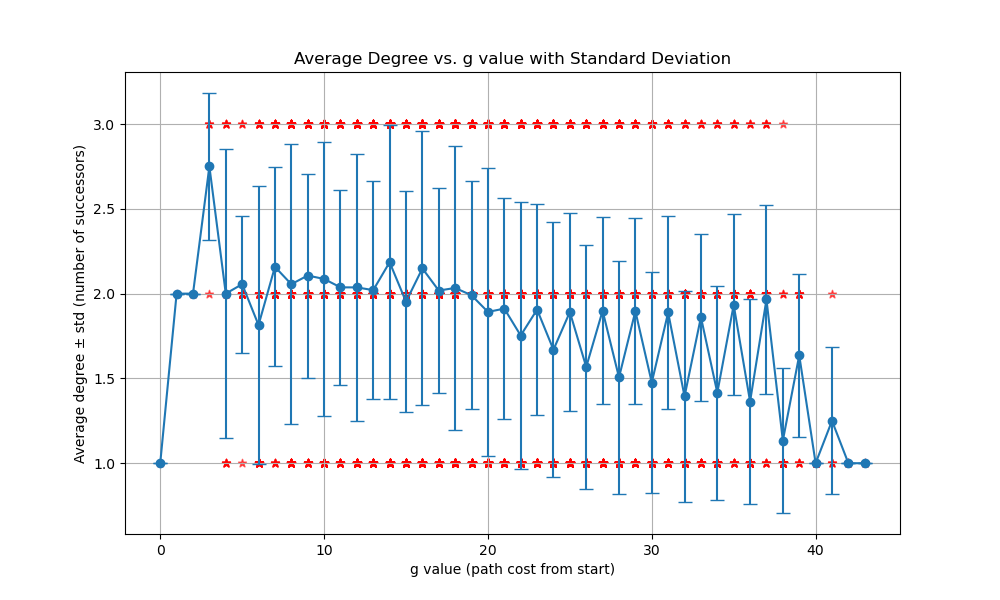 Average Degree vs. g value with Standard Deviation
Average degree ± std (number of successors)
3.0
2.5
2.0
1.5
1.0
0 10 20 30 40
g value (path cost from start)